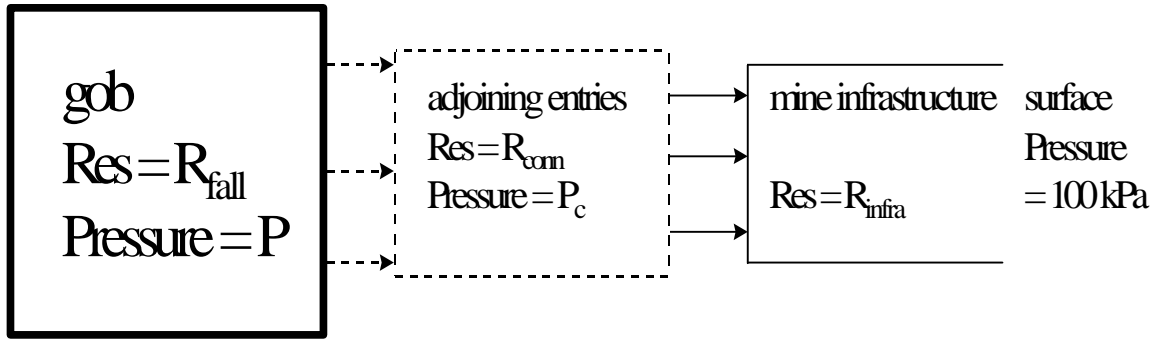 gob
Res = R_fall
Pressure = P
adjoining entries
Res = R_conn
Pressure = P_c
mine infrastructure
Res = R_infra
surface
Pressure
= 100 kPa